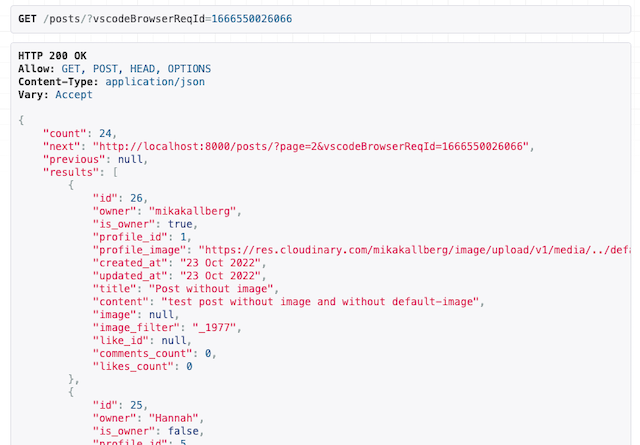 GET /posts/?vscodeBrowserReqId=1666550026066
HTTP 200 OK
Allow: GET, POST, HEAD, OPTIONS
Content-Type: application/json
Vary: Accept
{
"count": 24,
"next": "http://localhost:8000/posts/?page=2&vscodeBrowserReqId=1666550026066",
"previous": null,
"results": [
{
"id": 26,
"owner": "mikakallberg",
"is_owner": true,
"profile_id": 1,
"profile_image": "https://res.cloudinary.com/mikakallberg/image/upload/v1/media/../defa
"created_at": "23 Oct 2022",
"updated_at": "23 Oct 2022",
"title": "Post without image",
"content": "test post without image and without default-image",
"image": null,
"image_filter": "_1977",
"like_id": null,
"comments_count": 0,
"likes_count": 0
},
{
"id": 25,
"owner": "Hannah",
"is_owner": false,
"profile_id": 5,